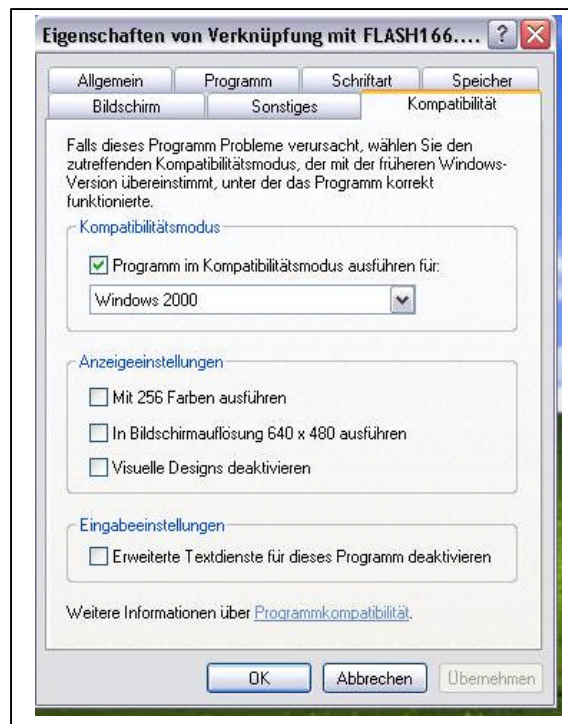 Eigenschaften von Verknüpfung mit FLASH166....
Allgemein Programm Schriftart Speicher
Bildschirm Sonstiges Kompatibilität
Falls dieses Programm Probleme verursacht, wählen Sie den
zutreffenden Kompatibilitätsmodus, der mit der früheren Windows-
Version übereinstimmt, unter der das Programm korrekt
funktionierte.
Kompatibilitätsmodus
Programm im Kompatibilitätsmodus ausführen für:
Windows 2000
Anzeigeeinstellungen
Mit 256 Farben ausführen
In Bildschirmauflösung 640 x 480 ausführen
Visuelle Designs deaktivieren
Eingabeeinstellungen
Erweiterte Textdienste für dieses Programm deaktivieren
Weitere Informationen über Programmkompatibilität.
OK Abbrechen Übernehmen